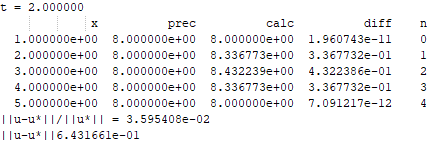 t = 2.000000
x prec calc diff n
1.000000e+00 8.000000e+00 8.000000e+00 1.960743e-11 0
2.000000e+00 8.000000e+00 8.336773e+00 3.367732e-01 1
3.000000e+00 8.000000e+00 8.432239e+00 4.322386e-01 2
4.000000e+00 8.000000e+00 8.336773e+00 3.367732e-01 3
5.000000e+00 8.000000e+00 8.000000e+00 7.091217e-12 4
||u-u*||/||u*|| = 3.595408e-02
||u-u*||6.431661e-01